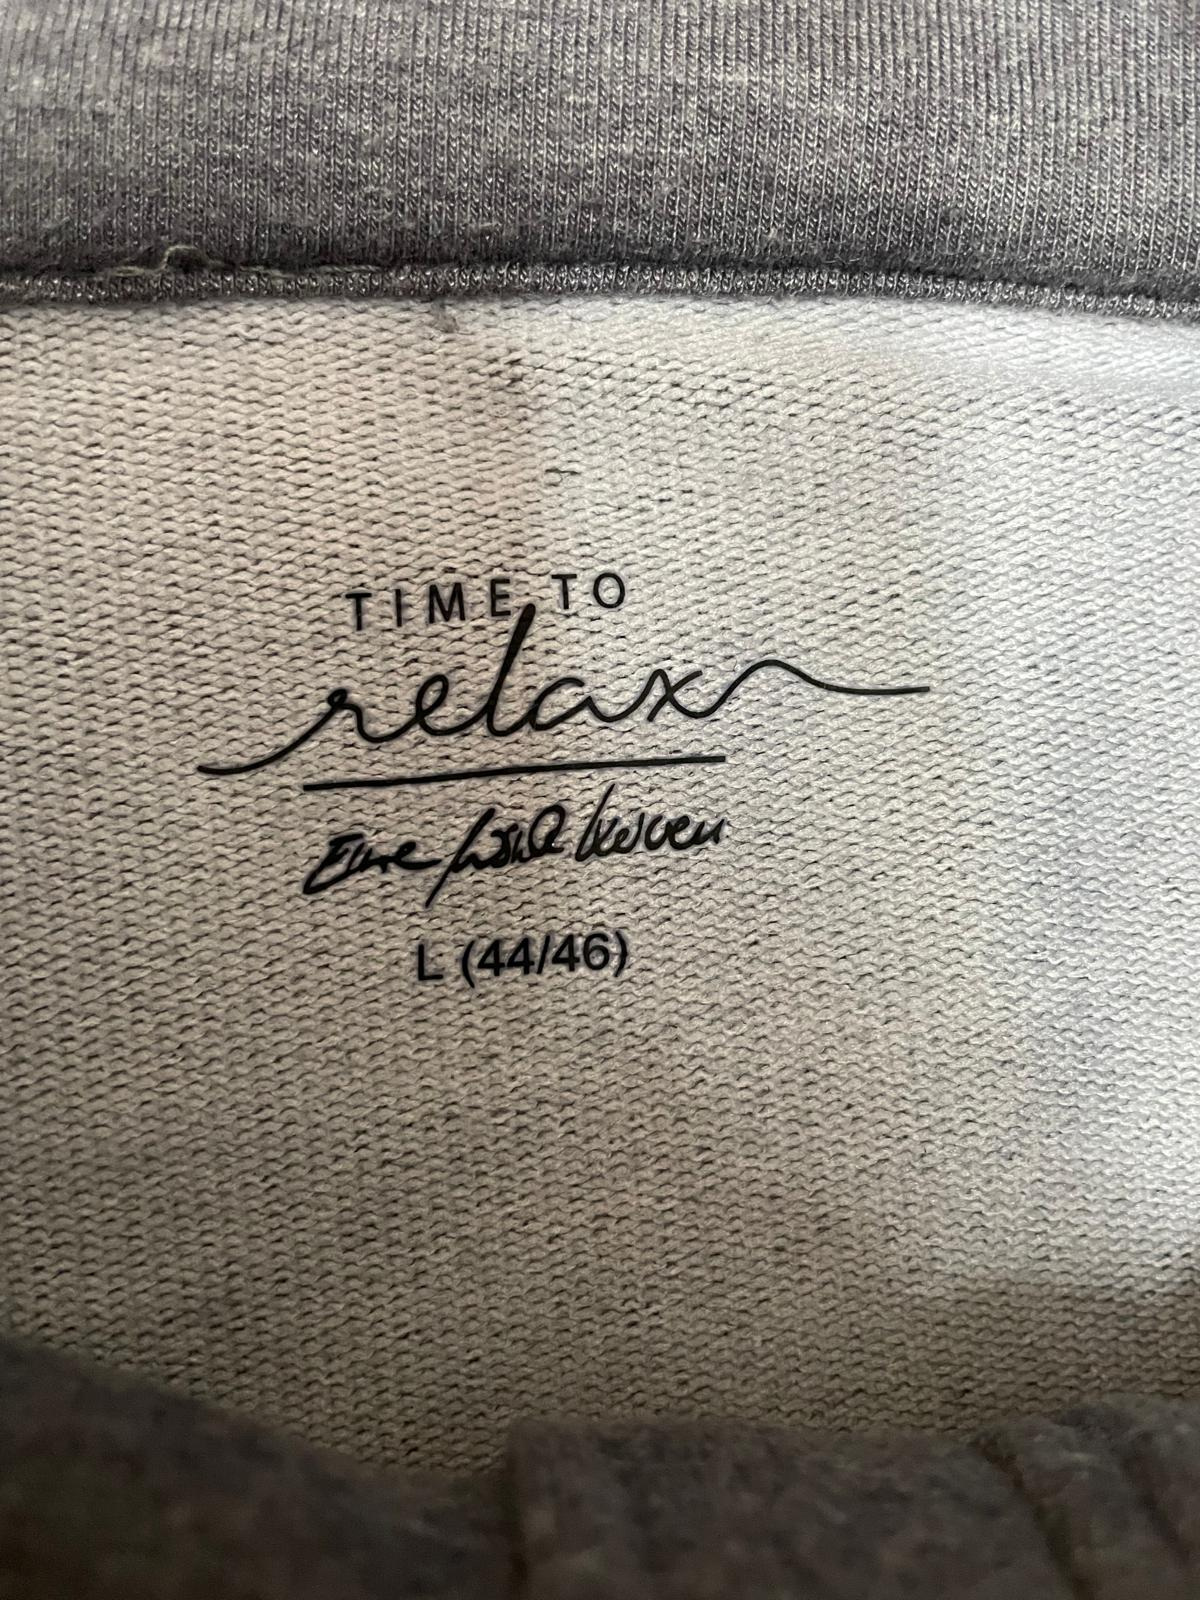 TIME TO
relax
L (44/46)